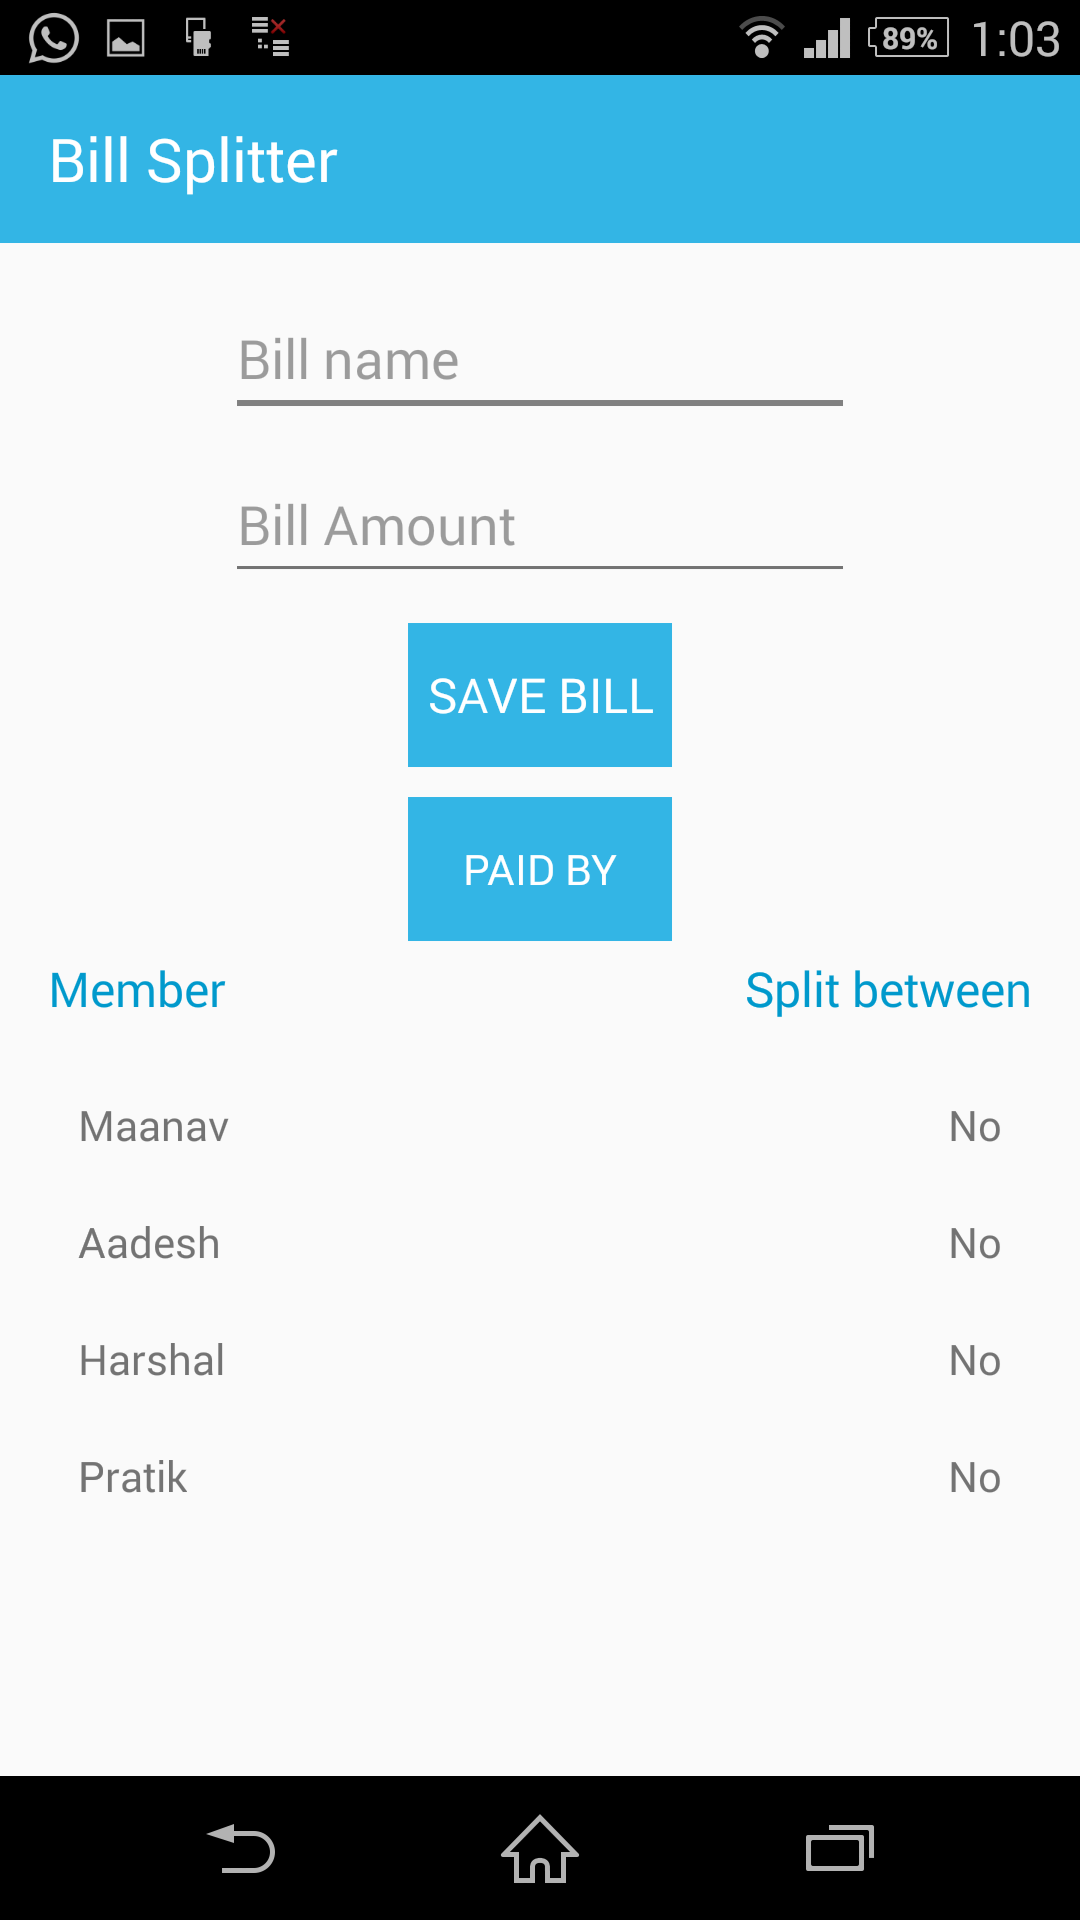 89% 1:03
Bill Splitter
Bill name
Bill Amount
SAVE BILL
PAID BY
Member Split between
Maanav No
Aadesh No
Harshal No
Pratik No